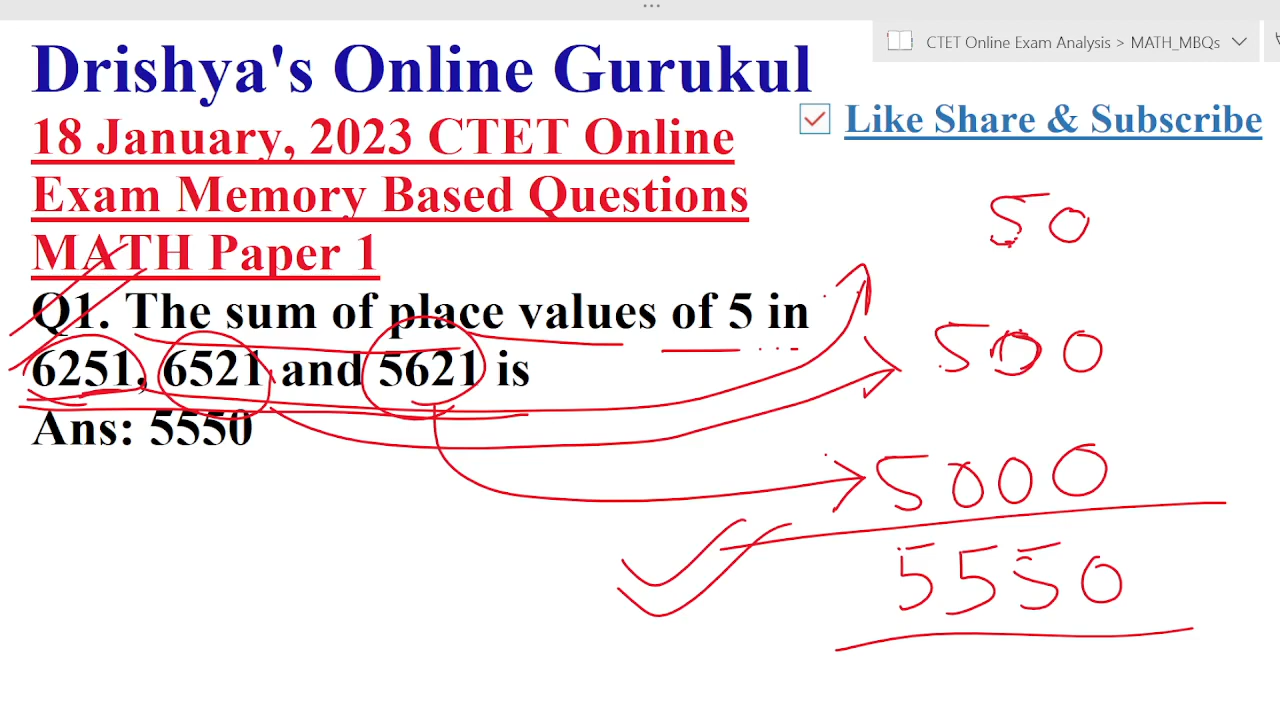 CTET Online Exam Analysis > MATH_MBQs
Drishya's Online Gurukul
Like Share & Subscribe
18 January, 2023 CTET Online
Exam Memory Based Questions
MATH Paper 1
Q1. The sum of place values of 5 in
6251, 6521 and 5621 is
Ans: 5550
50
500
5000
5550